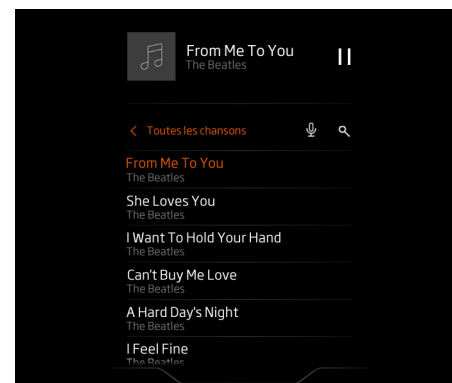 From Me To You
The Beatles
Toutes les chansons
From Me To You
The Beatles
She Loves You
The Beatles
I Want To Hold Your Hand
The Beatles
Can't Buy Me Love
The Beatles
A Hard Day's Night
The Beatles
I Feel Fine
The Beatles